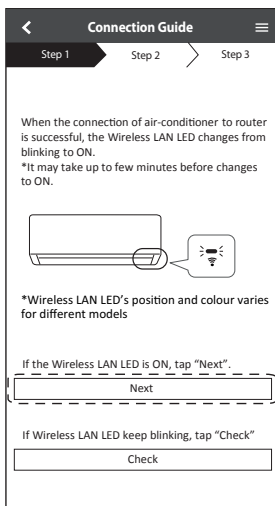 Connection Guide
Step 1
Step 2
Step 3
When the connection of air-conditioner to router
is successful, the Wireless LAN LED changes from
blinking to ON.
*It may take up to few minutes before changes
to ON.
*Wireless LAN LED's position and colour varies
for different models
If the Wireless LAN LED is ON, tap “Next”.
Next
If Wireless LAN LED keep blinking, tap “Check”
Check